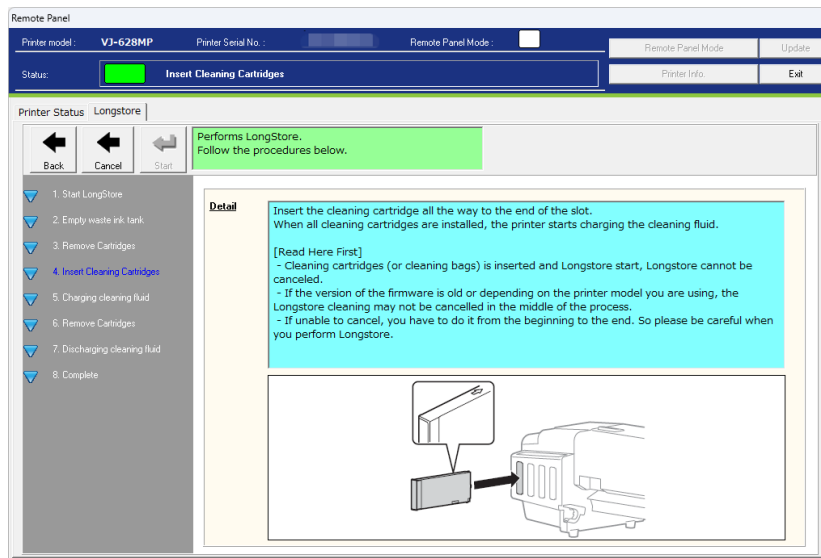 Remote Panel
Printer model : VJ-628MP Printer Serial No. : Remote Panel Mode :
Remote Panel Mode Update
Status: Insert Cleaning Cartridges
Printer Info. Exit
Printer Status Longstore
Back Cancel Start
Performs LongStore.
Follow the procedures below.
1. Start LongStore
2. Empty waste ink tank
3. Remove Cartridges
4. Insert Cleaning Cartridges
5. Charging cleaning fluid
6. Remove Cartridges
7. Discharging cleaning fluid
8. Complete
Detail
Insert the cleaning cartridge all the way to the end of the slot.
When all cleaning cartridges are installed, the printer starts charging the cleaning fluid.
[Read Here First]
- Cleaning cartridges (or cleaning bags) is inserted and Longstore start, Longstore cannot be
canceled.
- If the version of the firmware is old or depending on the printer model you are using, the
Longstore cleaning may not be cancelled in the middle of the process.
- If unable to cancel, you have to do it from the beginning to the end. So please be careful when
you perform Longstore.